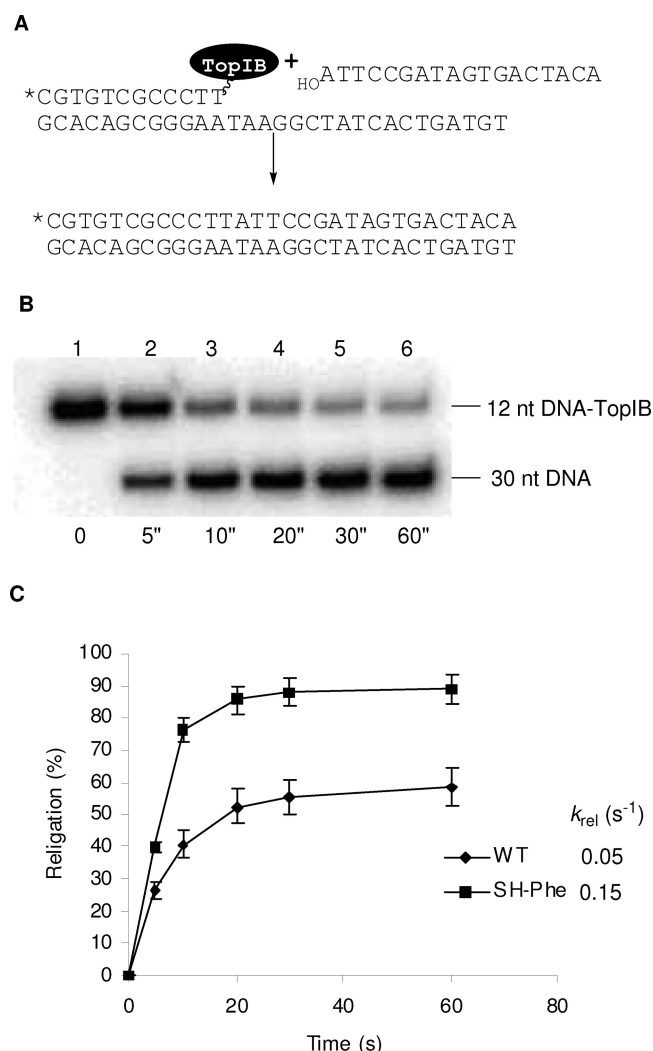 A
TopIB + HOATTCCGATAGTGACTACA
*CGTGTCGCCCTT
GCACAGCGGGAATAAGGCTATCACTGATGT
*CGTGTCGCCCTTATTCCGATAGTGACTACA
GCACAGCGGGAATAAGGCTATCACTGATGT
B
1 2 3 4 5 6
12 nt DNA-TopIB
30 nt DNA
0 5" 10" 20" 30" 60"
C
100
90
80
70
60
50
40
30
20
10
0
Religation (%)
0 20 40 60 80
Time (s)
krel (s-1)
WT 0.05
SH-Phe 0.15